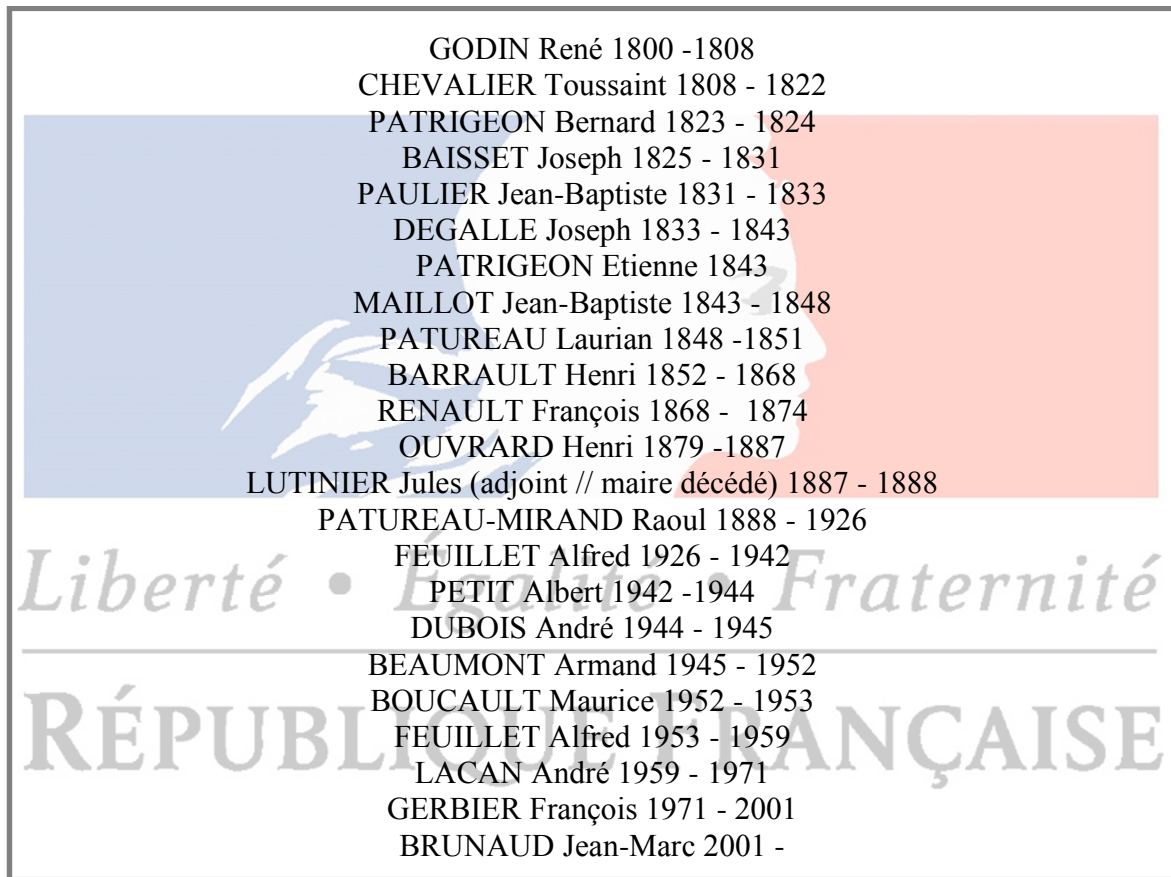 GODIN René 1800 -1808
CHEVALIER Toussaint 1808 - 1822
PATRIGEON Bernard 1823 - 1824
BAISSET Joseph 1825 - 1831
PAULIER Jean-Baptiste 1831 - 1833
DEGALLE Joseph 1833 - 1843
PATRIGEON Etienne 1843
MAILLOT Jean-Baptiste 1843 - 1848
PATUREAU Laurian 1848 -1851
BARRAULT Henri 1852 - 1868
RENAULT François 1868 -  1874
OUVRARD Henri 1879 -1887
LUTINIER Jules (adjoint // maire décédé) 1887 - 1888
PATUREAU-MIRAND Raoul 1888 - 1926
FEUILLET Alfred 1926 - 1942
Liberté • Égalité • Fraternité
PETIT Albert 1942 -1944
DUBOIS André 1944 - 1945
BEAUMONT Armand 1945 - 1952
BOUCAULT Maurice 1952 - 1953
RÉPUBLIQUE FRANÇAISE
FEUILLET Alfred 1953 - 1959
LACAN André 1959 - 1971
GERBIER François 1971 - 2001
BRUNAUD Jean-Marc 2001 -